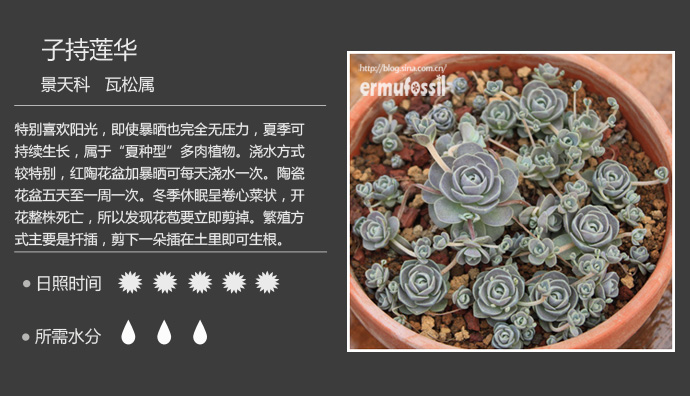 子持莲华
景天科 瓦松属
特别喜欢阳光，即使暴晒也完全无压力，夏季可
持续生长，属于“夏种型”多肉植物。浇水方式
较特别，红陶花盆加暴晒可每天浇水一次。陶瓷
花盆五天至一周一次。冬季休眠呈卷心菜状，开
花整株死亡，所以发现花苞要立即剪掉。繁殖方
式主要是扦插，剪下一朵插在土里即可生根。
日照时间
所需水分
http://blog.sina.com.cn/
ermufossil